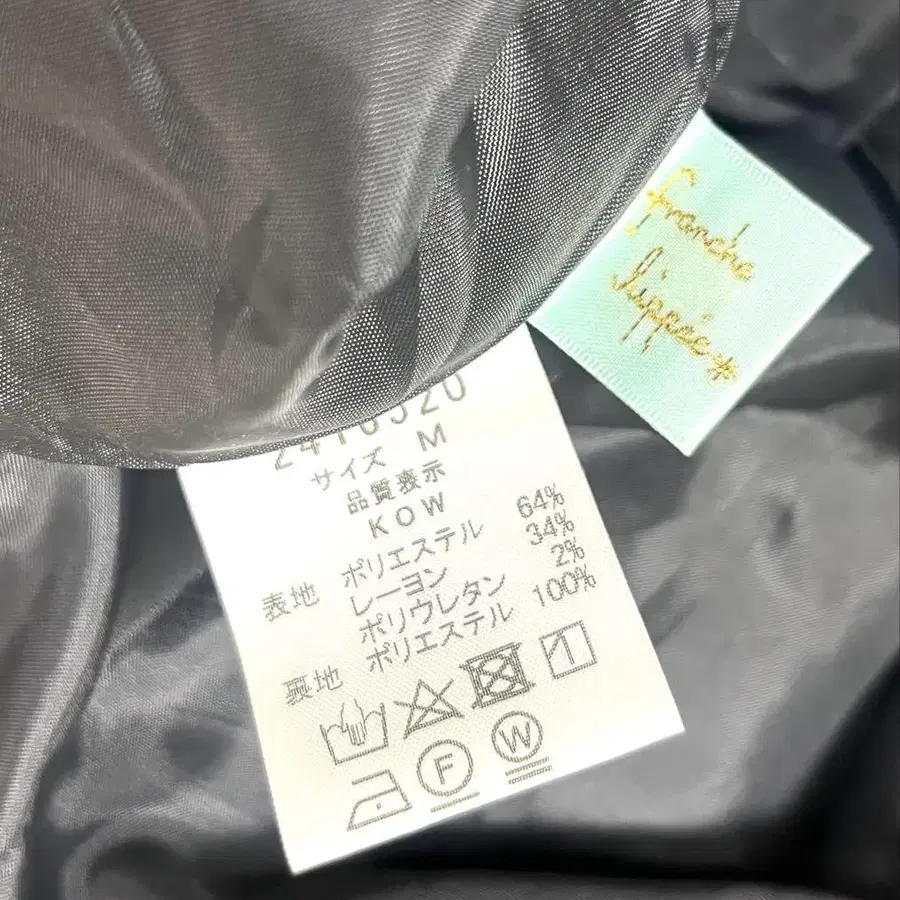 franche
lippée*
2416520
サイズ M
品質表示
KOW
表地 ポリエステル 64%
レーヨン 34%
ポリウレタン 2%
裏地 ポリエステル 100%
F
W